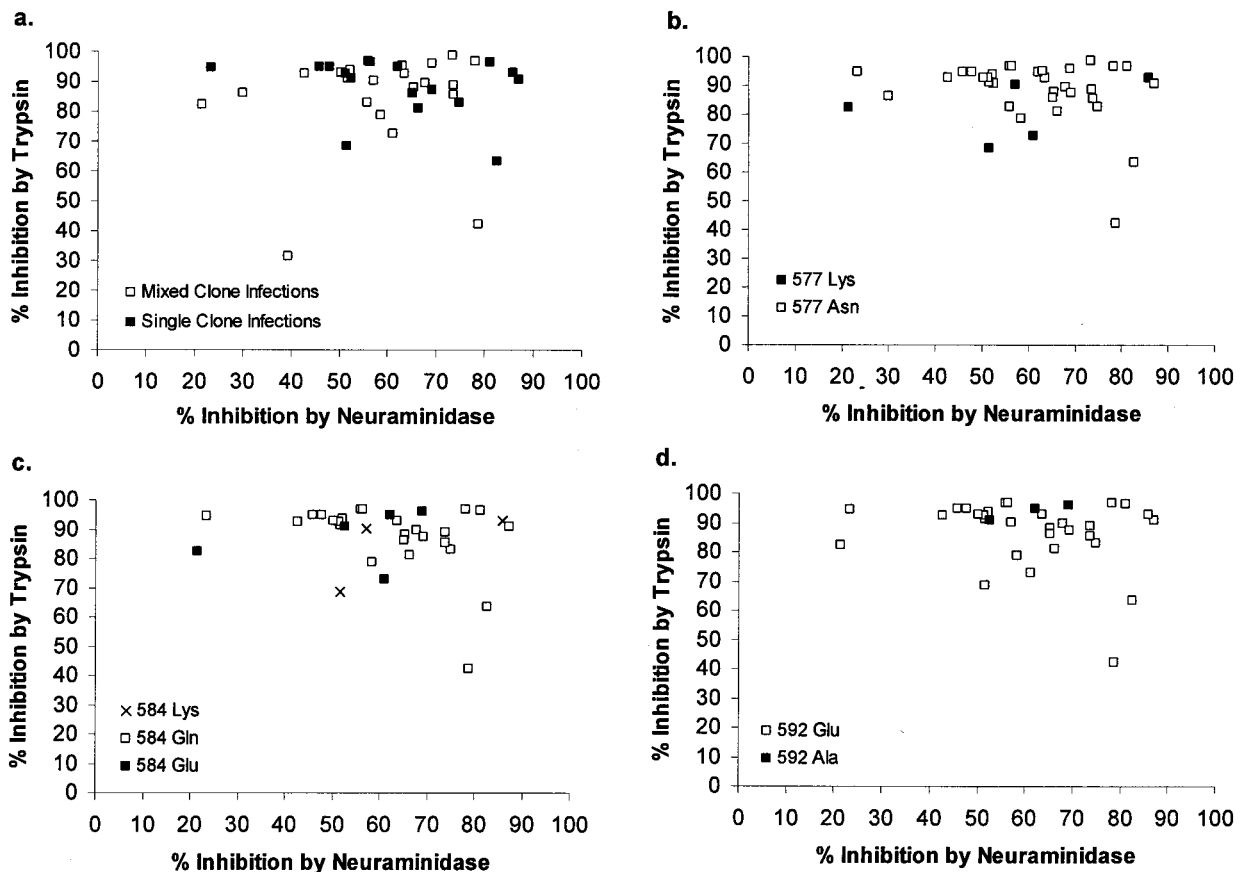 a.
% Inhibition by Trypsin
100
90
80
70
60
50
40
30
20
10
0
Mixed Clone Infections
Single Clone Infections
0 10 20 30 40 50 60 70 80 90 100
% Inhibition by Neuraminidase
b.
% Inhibition by Trypsin
100
90
80
70
60
50
40
30
20
10
0
577 Lys
577 Asn
0 10 20 30 40 50 60 70 80 90 100
% Inhibition by Neuraminidase
c.
% Inhibition by Trypsin
100
90
80
70
60
50
40
30
20
10
0
584 Lys
584 Gln
584 Glu
0 10 20 30 40 50 60 70 80 90 100
% Inhibition by Neuraminidase
d.
% Inhibition by Trypsin
100
90
80
70
60
50
40
30
20
10
0
592 Glu
592 Ala
0 10 20 30 40 50 60 70 80 90 100
% Inhibition by Neuraminidase